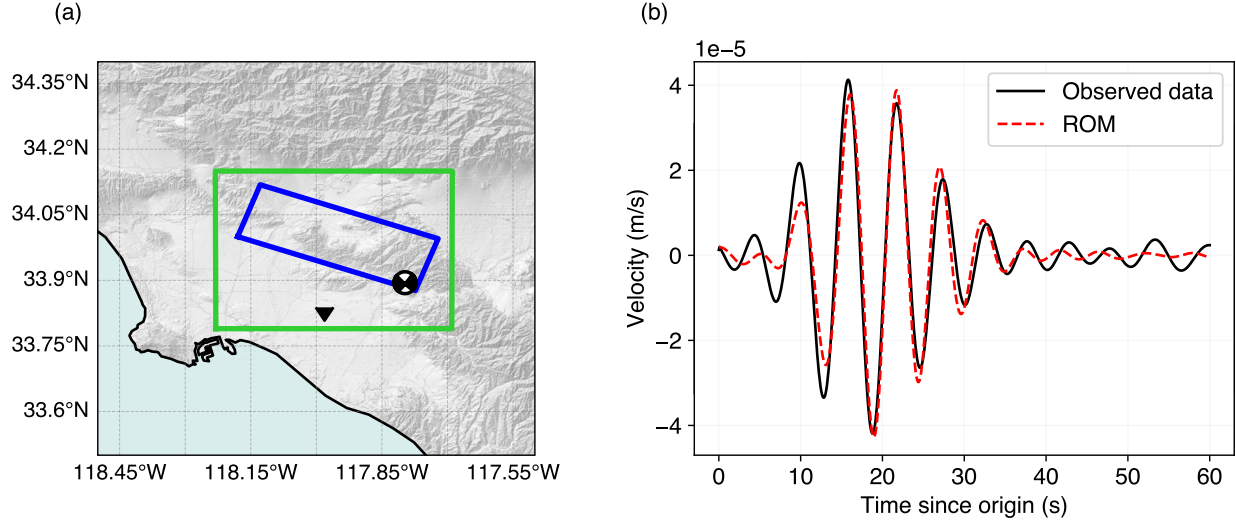 (a)
34.35°N
34.2°N
34.05°N
33.9°N
33.75°N
33.6°N
118.45°W 118.15°W 117.85°W 117.55°W
(b)
1e−5
4
2
0
−2
−4
Velocity (m/s)
Observed data
ROM
0 10 20 30 40 50 60
Time since origin (s)